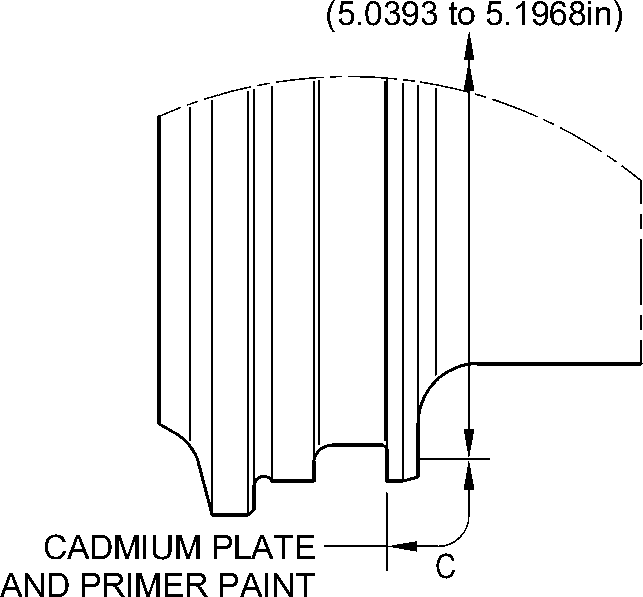 (5.0393 to 5.1968in)
CADMIUM PLATE
AND PRIMER PAINT
C